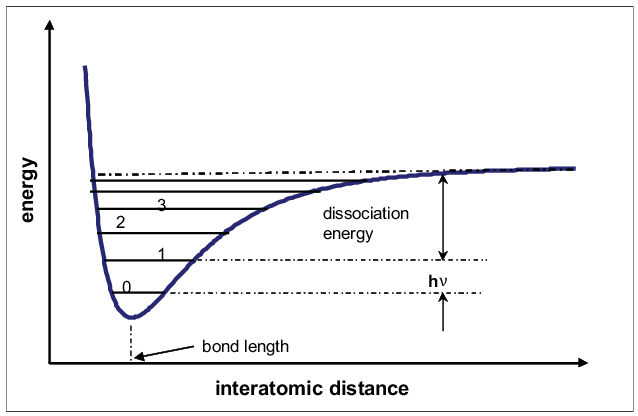 energy
3
2
1
0
dissociation
energy
hν
bond length
interatomic distance